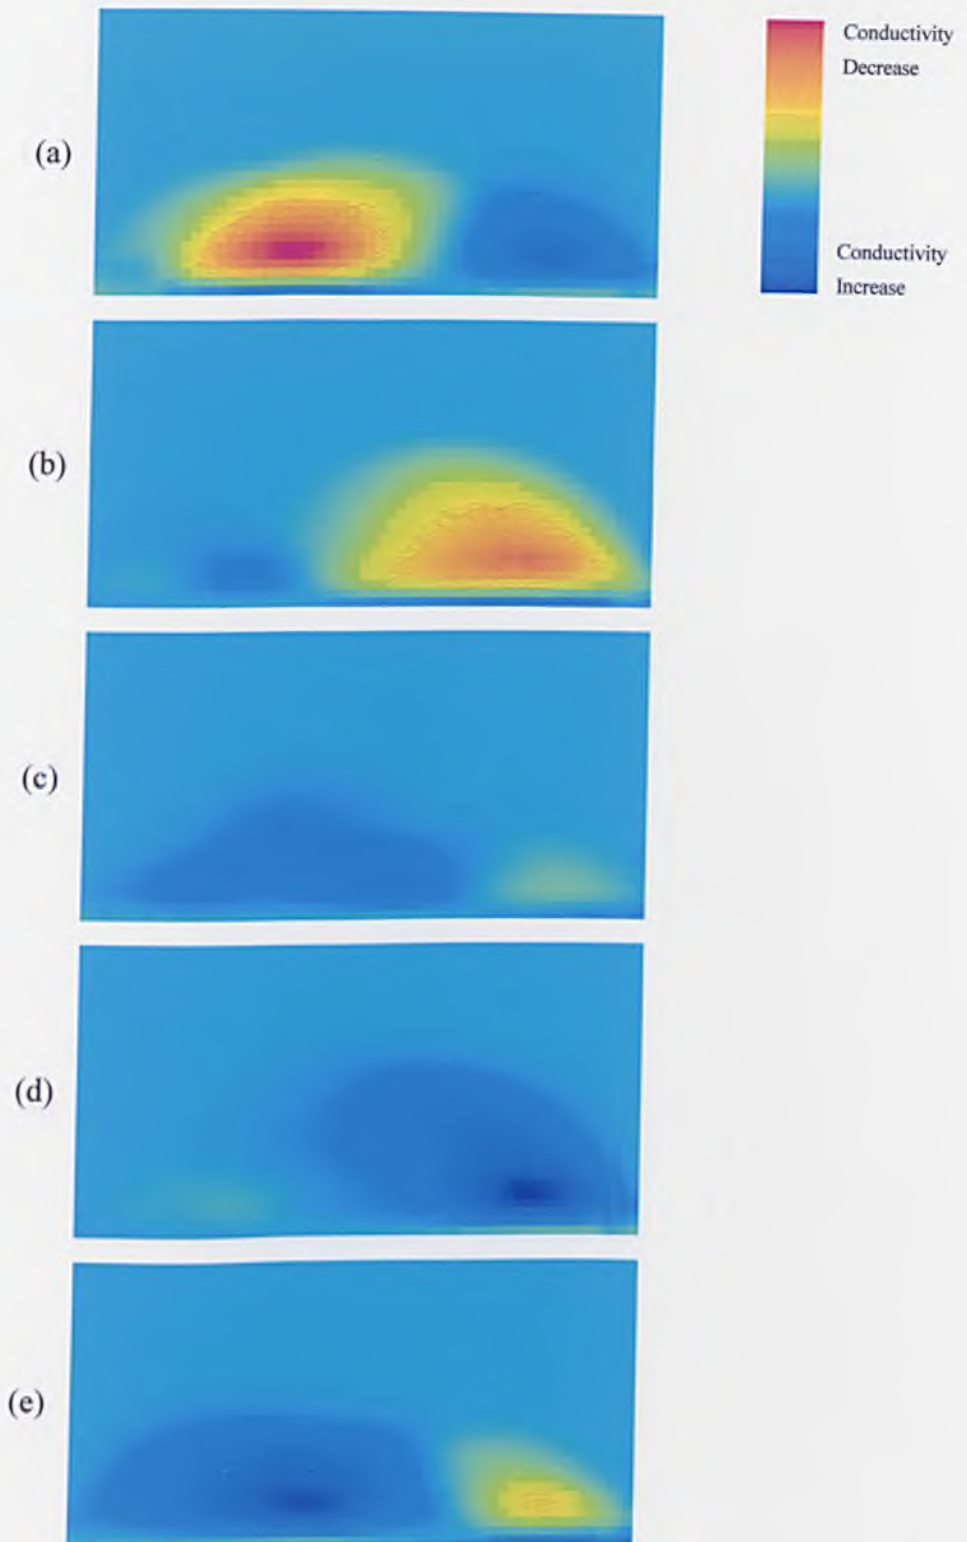 (a)
Conductivity
Decrease
Conductivity
Increase
(b)
(c)
(d)
(e)